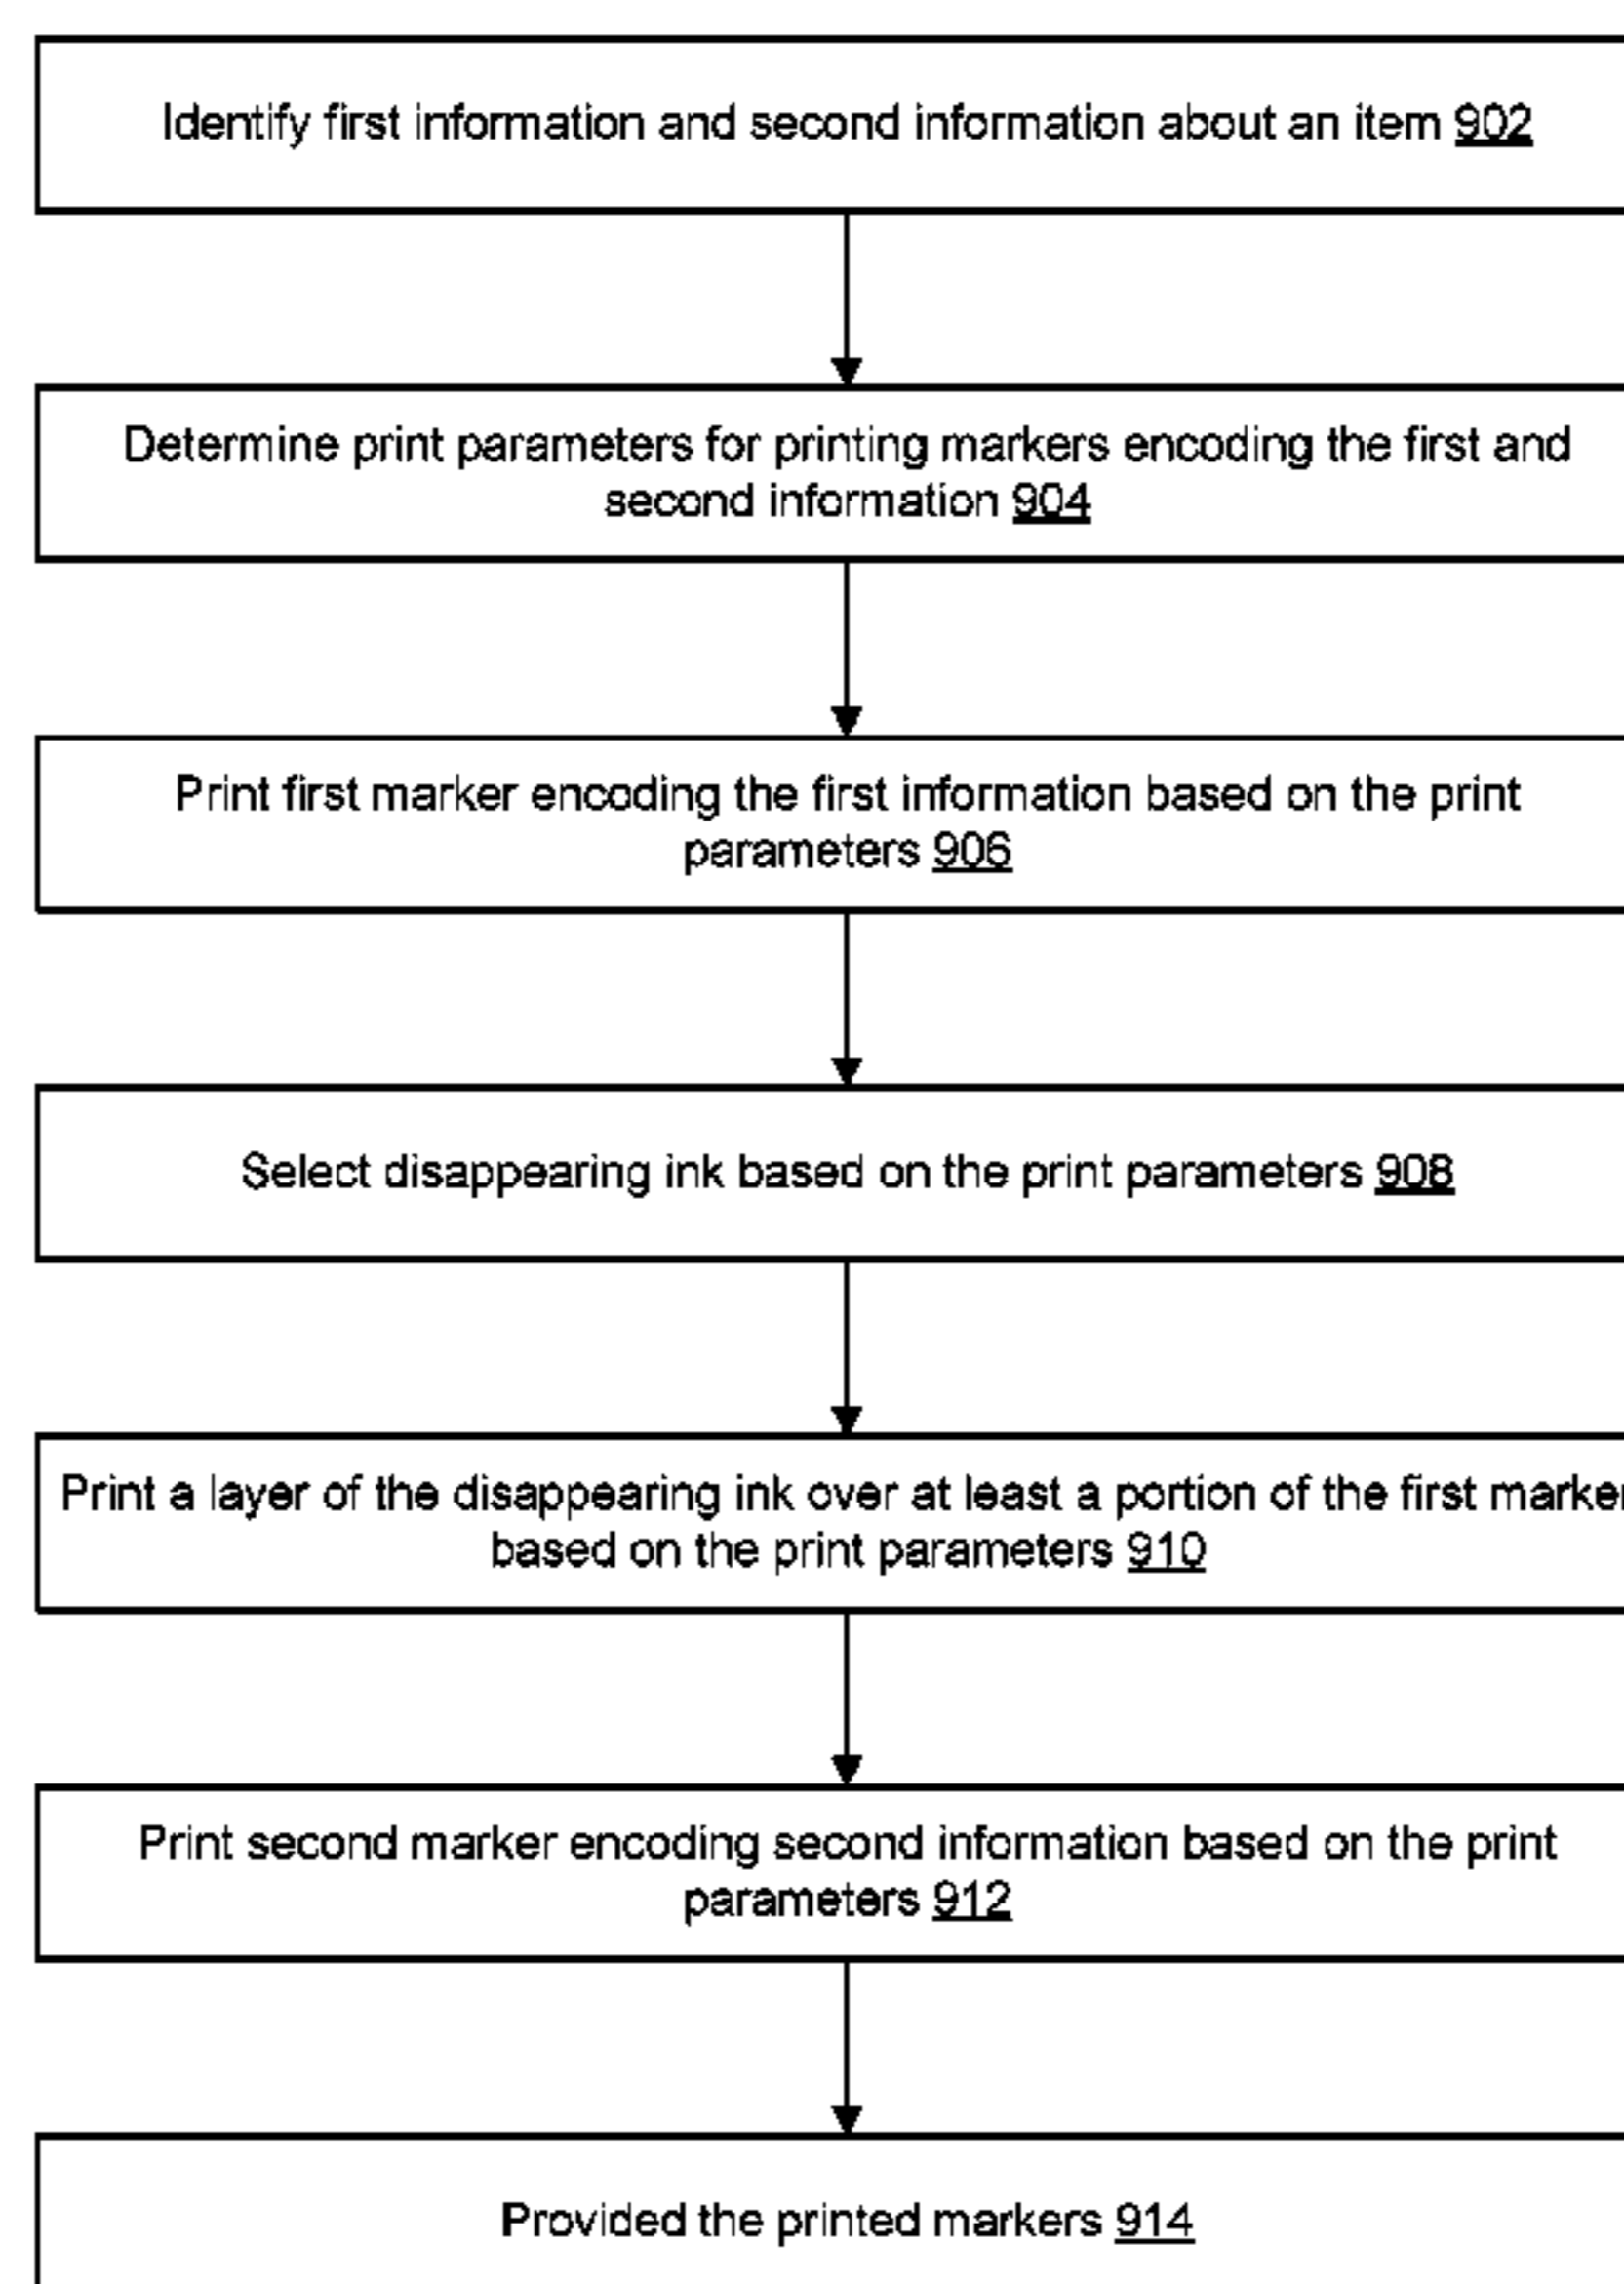 Identify first information and second information about an item 902
Determine print parameters for printing markers encoding the first and
second information 904
Print first marker encoding the first information based on the print
parameters 906
Select disappearing ink based on the print parameters 908
Print a layer of the disappearing ink over at least a portion of the first marker
based on the print parameters 910
Print second marker encoding second information based on the print
parameters 912
Provided the printed markers 914